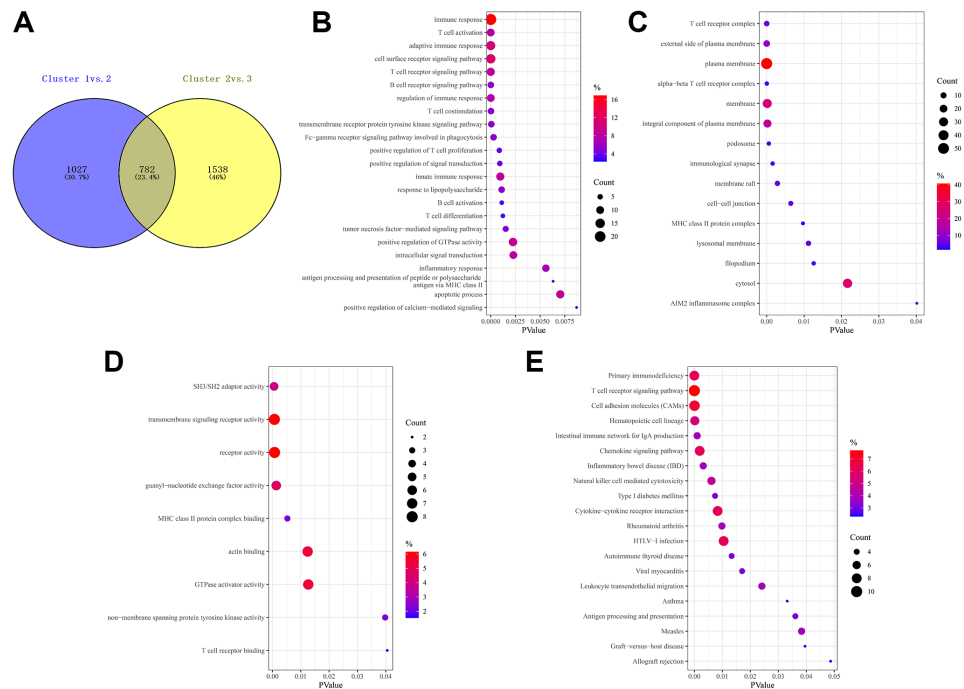 A
Cluster 1vs.2
Cluster 2vs.3
1027
(30.7%)
782
(23.4%)
1538
(46%)
B
immune response
T cell activation
adaptive immune response
cell surface receptor signaling pathway
T cell receptor signaling pathway
B cell receptor signaling pathway
regulation of immune response
T cell costimulation
transmembrane receptor protein tyrosine kinase signaling pathway
Fc−gamma receptor signaling pathway involved in phagocytosis
positive regulation of T cell proliferation
positive regulation of signal transduction
innate immune response
response to lipopolysaccharide
B cell activation
T cell differentiation
tumor necrosis factor−mediated signaling pathway
positive regulation of GTPase activity
intracellular signal transduction
inflammatory response
antigen processing and presentation of peptide or polysaccharide
antigen via MHC class II
apoptotic process
positive regulation of calcium−mediated signaling
0.0000 0.0025 0.0050 0.0075
PValue
%
16
12
8
4
Count
5
10
15
20
C
T cell receptor complex
external side of plasma membrane
plasma membrane
alpha−beta T cell receptor complex
membrane
integral component of plasma membrane
podosome
immunological synapse
membrane raft
cell−cell junction
MHC class II protein complex
lysosomal membrane
filopodium
cytosol
AIM2 inflammasome complex
0.00 0.01 0.02 0.03 0.04
PValue
Count
10
20
30
40
50
%
40
30
20
10
D
SH3/SH2 adaptor activity
transmembrane signaling receptor activity
receptor activity
guanyl−nucleotide exchange factor activity
MHC class II protein complex binding
actin binding
GTPase activator activity
non−membrane spanning protein tyrosine kinase activity
T cell receptor binding
0.00 0.01 0.02 0.03 0.04
PValue
Count
2
3
4
5
6
7
8
%
6
5
4
3
2
E
Primary immunodeficiency
T cell receptor signaling pathway
Cell adhesion molecules (CAMs)
Hematopoietic cell lineage
Intestinal immune network for IgA production
Chemokine signaling pathway
Inflammatory bowel disease (IBD)
Natural killer cell mediated cytotoxicity
Type I diabetes mellitus
Cytokine−cytokine receptor interaction
Rheumatoid arthritis
HTLV−I infection
Autoimmune thyroid disease
Viral myocarditis
Leukocyte transendothelial migration
Asthma
Antigen processing and presentation
Measles
Graft−versus−host disease
Allograft rejection
0.00 0.01 0.02 0.03 0.04 0.05
PValue
%
7
6
5
4
3
Count
4
6
8
10